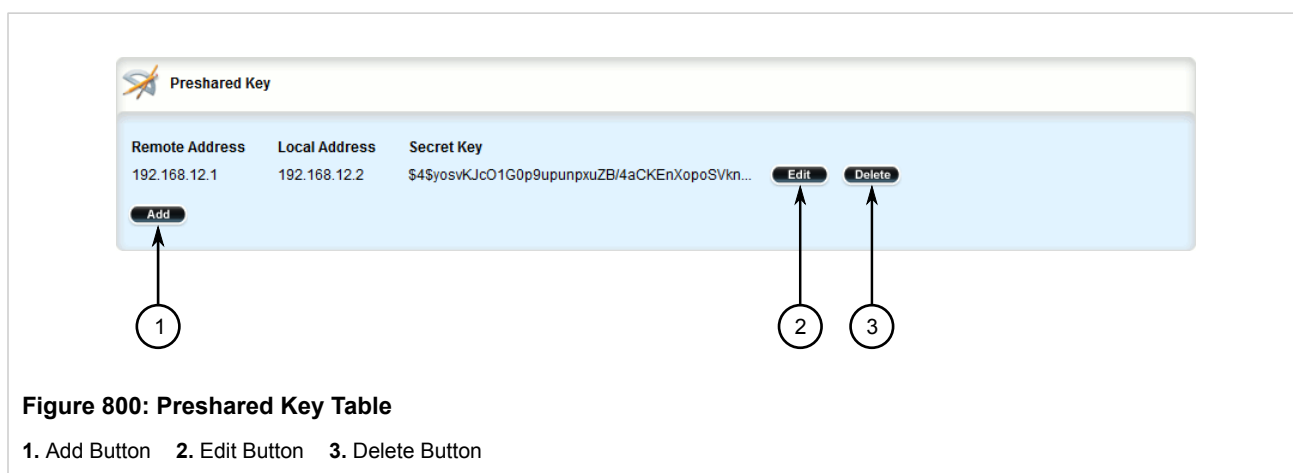 Preshared Key
Remote Address Local Address Secret Key
192.168.12.1 192.168.12.2 $4$yosvKJcO1G0p9upunpxuZB/4aCKEnXopoSVkn... Edit Delete
Add
1 2 3
Figure 800: Preshared Key Table
1. Add Button 2. Edit Button 3. Delete Button